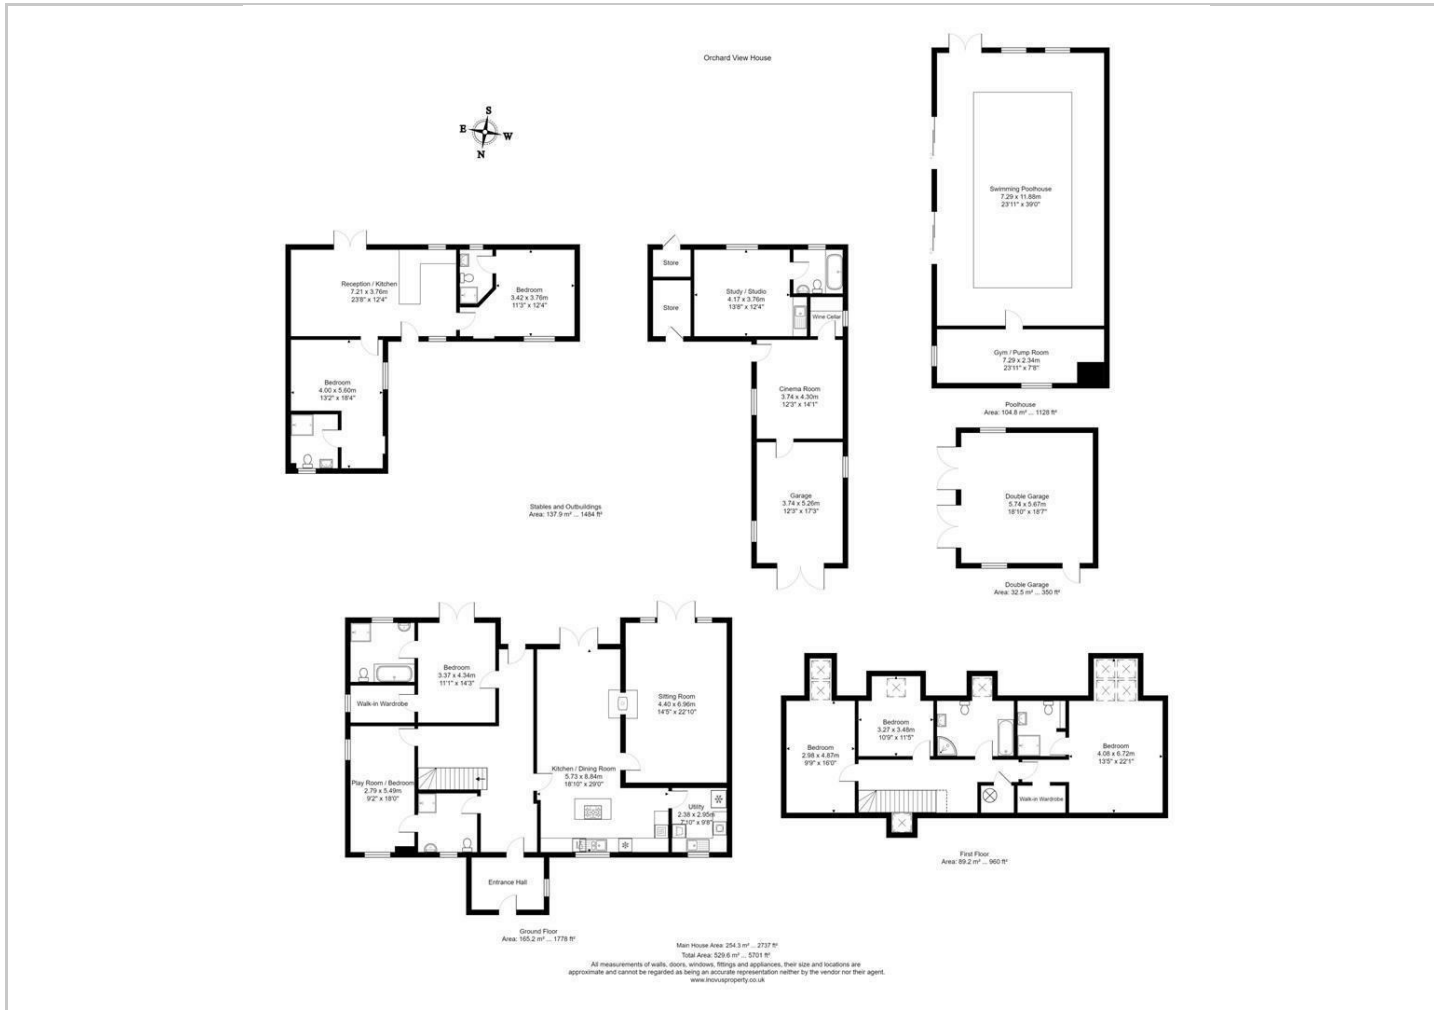 Orchard View House
S
E
W
N
Swimming Poolhouse
7.29 x 11.88m
23'11" x 39'0"
Gym / Pump Room
7.29 x 2.34m
23'11" x 7'8"
Poolhouse
Area: 104.8 m² ... 1128 ft²
Reception / Kitchen
7.21 x 3.76m
23'8" x 12'4"
Bedroom
3.42 x 3.76m
11'3" x 12'4"
Bedroom
4.00 x 5.60m
13'2" x 18'4"
Store
Store
Study / Studio
4.17 x 3.76m
13'8" x 12'4"
Wine Cellar
Cinema Room
3.74 x 4.30m
12'3" x 14'1"
Garage
3.74 x 5.26m
12'3" x 17'3"
Stables and Outbuildings
Area: 137.9 m² ... 1484 ft²
Double Garage
5.74 x 5.67m
18'10" x 18'7"
Double Garage
Area: 32.5 m² ... 350 ft²
Bedroom
3.37 x 4.34m
11'1" x 14'3"
Walk-in Wardrobe
Play Room / Bedroom
2.79 x 5.49m
9'2" x 18'0"
Kitchen / Dining Room
5.73 x 8.84m
18'10" x 29'0"
Sitting Room
4.40 x 6.96m
14'5" x 22'10"
Utility
2.38 x 2.95m
7'10" x 9'8"
Entrance Hall
Ground Floor
Area: 165.2 m² ... 1778 ft²
Bedroom
2.98 x 4.87m
9'9" x 16'0"
Bedroom
3.27 x 3.48m
10'9" x 11'5"
Bedroom
4.08 x 6.72m
13'5" x 22'1"
Walk-in Wardrobe
First Floor
Area: 89.2 m² ... 960 ft²
Main House Area: 254.3 m² ... 2737 ft²
Total Area: 529.6 m² ... 5701 ft²
All measurements of walls, doors, windows, fittings and appliances, their size and locations are
approximate and cannot be regarded as being an accurate representation neither by the vendor nor their agent.
www.inovusproperty.co.uk